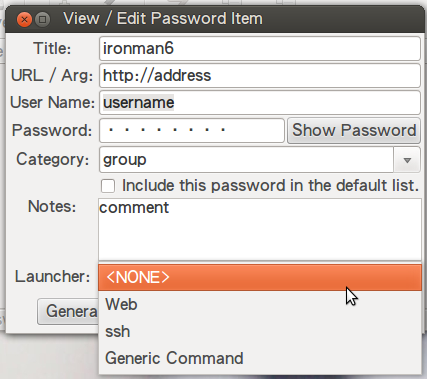 View / Edit Password Item
Title: ironman6
URL / Arg: http://address
User Name: username
Password: ········ Show Password
Category: group
Include this password in the default list.
Notes: comment
Launcher: <NONE>
Web
Genera
ssh
Generic Command